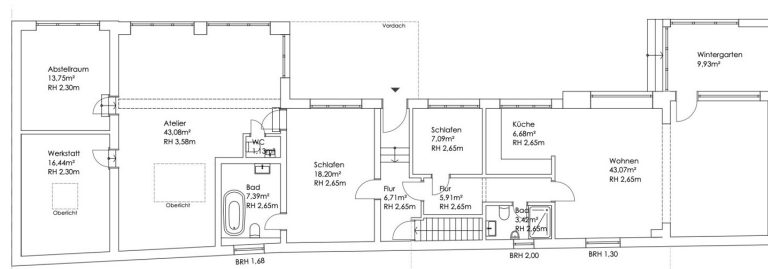 Vordach
Abstellraum
13,75m²
RH 2,30m
Wintergarten
9,93m²
Atelier
43,08m²
RH 3,58m
WC
1,13m²
Schlafen
7,09m²
RH 2,65m
Küche
6,68m²
RH 2,65m
Werkstatt
16,44m²
RH 2,30m
Schlafen
18,20m²
RH 2,65m
Wohnen
43,07m²
RH 2,65m
Bad
7,39m²
RH 2,65m
Flur
6,71m²
RH 2,65m
Flur
5,91m²
RH 2,65m
Bad
3,42m²
RH 2,65m
Oberlicht
Oberlicht
BRH 1,68
BRH 2,00
BRH 1,30